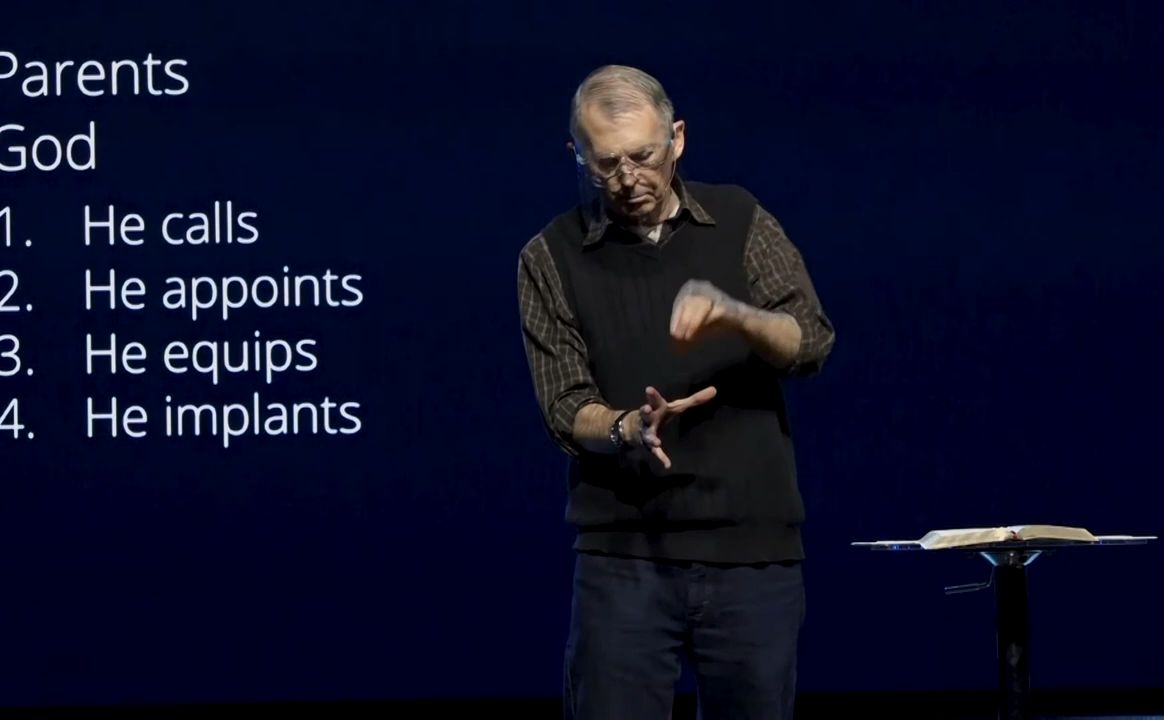 Parents
God
1. He calls
2. He appoints
3. He equips
4. He implants